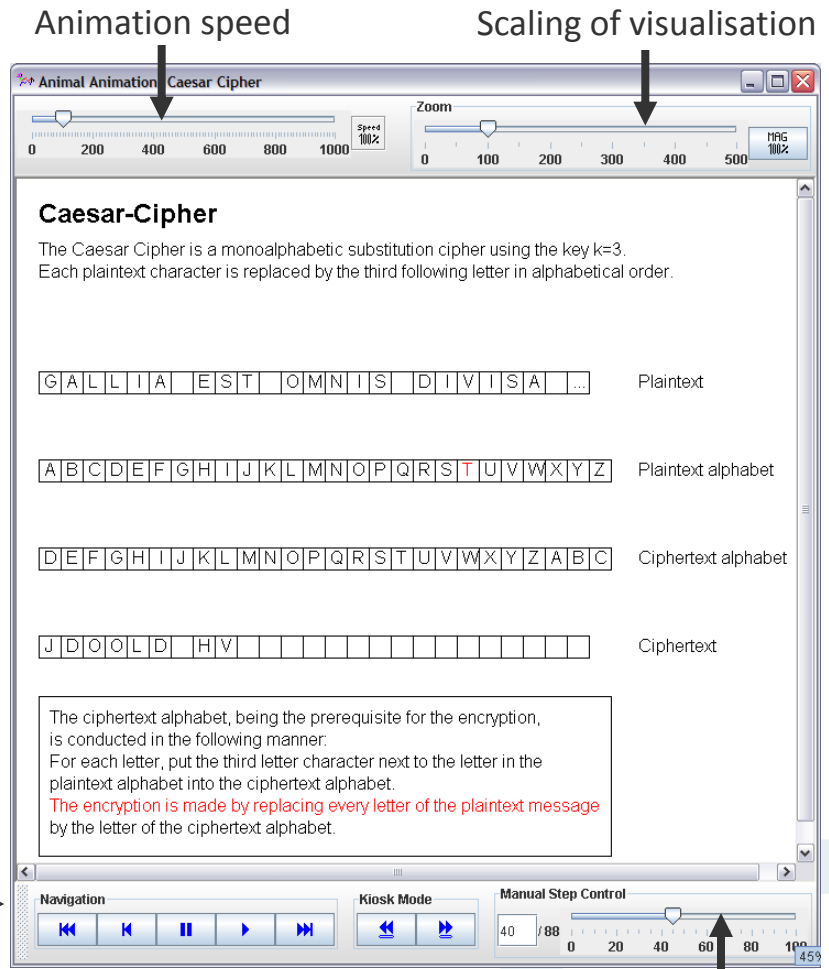 Animation speed
Scaling of visualisation
Animal Animation: Caesar Cipher
Zoom
Speed
100%
MAG
100%
0 200 400 600 800 1000
0 100 200 300 400 500
Caesar-Cipher
The Caesar Cipher is a monoalphabetic substitution cipher using the key k=3.
Each plaintext character is replaced by the third following letter in alphabetical order.
G A L L I A E S T O M N I S D I V I S A ... Plaintext
A B C D E F G H I J K L M N O P Q R S T U V W X Y Z Plaintext alphabet
D E F G H I J K L M N O P Q R S T U V W X Y Z A B C Ciphertext alphabet
J D O O L D H V Ciphertext
The ciphertext alphabet, being the prerequisite for the encryption,
is conducted in the following manner:
For each letter, put the third letter character next to the letter in the
plaintext alphabet into the ciphertext alphabet.
The encryption is made by replacing every letter of the plaintext message
by the letter of the ciphertext alphabet.
Navigation
Kiosk Mode
Manual Step Control
40 / 88
0 20 40 60 80 100
45%